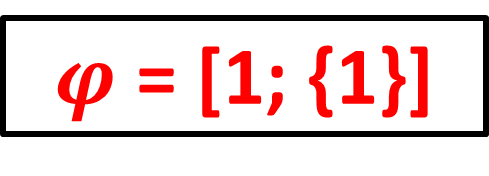 φ = [1; {1}]